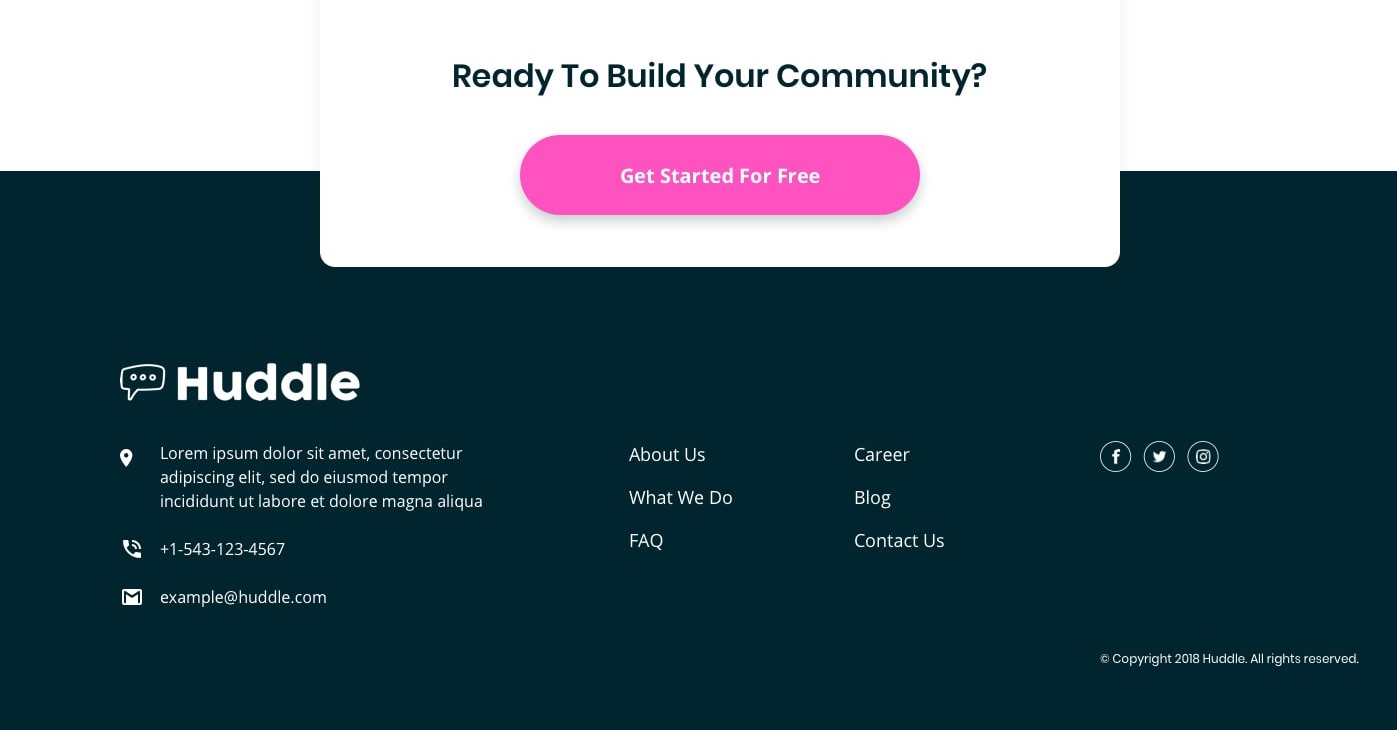 Ready To Build Your Community?
Get Started For Free
Huddle
Lorem ipsum dolor sit amet, consectetur
adipiscing elit, sed do eiusmod tempor
incididunt ut labore et dolore magna aliqua
+1-543-123-4567
example@huddle.com
About Us
What We Do
FAQ
Career
Blog
Contact Us
© Copyright 2018 Huddle. All rights reserved.